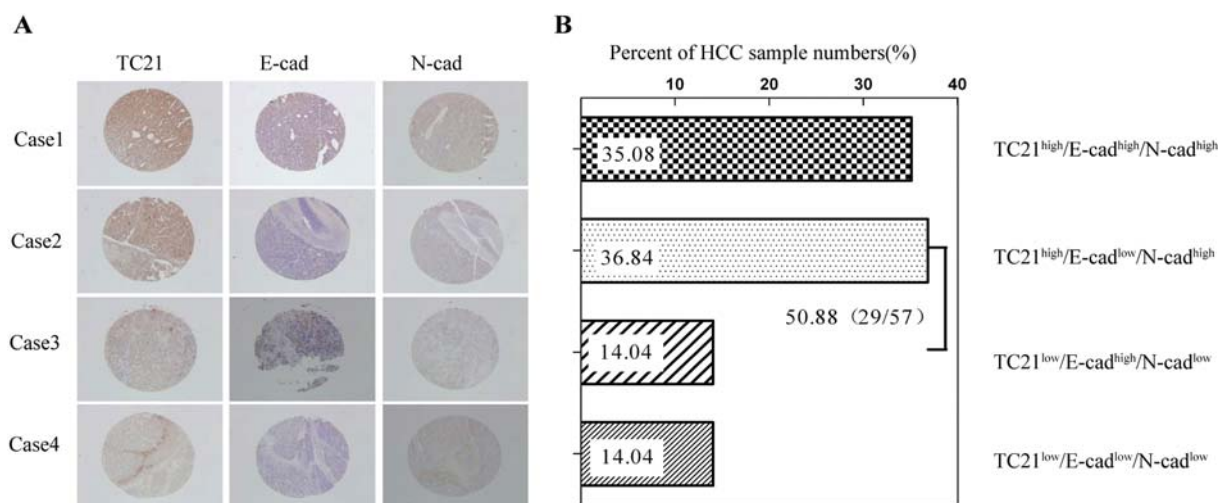 A
TC21 E-cad N-cad
Case1
Case2
Case3
Case4
B
Percent of HCC sample numbers(%)
10 20 30 40
35.08
TC21high/E-cadhigh/N-cadhigh
36.84
TC21high/E-cadlow/N-cadhigh
50.88（29/57）
14.04
TC21low/E-cadhigh/N-cadlow
14.04
TC21low/E-cadlow/N-cadlow